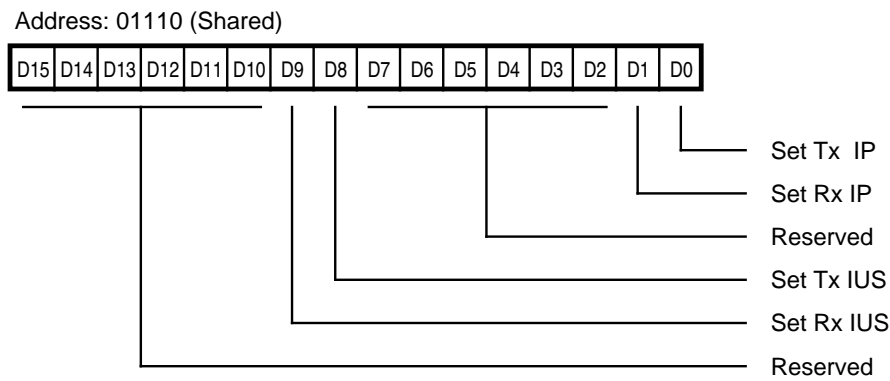 Address: 01110 (Shared)
D15 D14 D13 D12 D11 D10 D9 D8 D7 D6 D5 D4 D3 D2 D1 D0
Set Tx IP
Set Rx IP
Reserved
Set Tx IUS
Set Rx IUS
Reserved